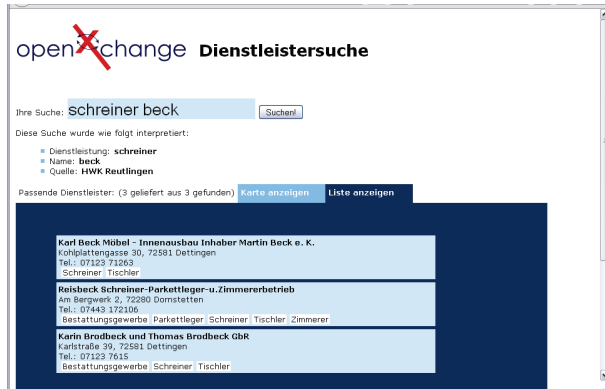 openXchange Dienstleistersuche
Ihre Suche: schreiner beck Suchen!
Diese Suche wurde wie folgt interpretiert:
Dienstleistung: schreiner
Name: beck
Quelle: HWK Reutlingen
Passende Dienstleister: (3 geliefert aus 3 gefunden) Karte anzeigen Liste anzeigen
Karl Beck Möbel - Innenausbau Inhaber Martin Beck e. K.
Kohlplattengasse 30, 72581 Dettingen
Tel.: 07123 71263
Schreiner Tischler
Reisbeck Schreiner-Parkettleger-u.Zimmererbetrieb
Am Bergwerk 2, 72280 Dornstetten
Tel.: 07443 172106
Bestattungsgewerbe Parkettleger Schreiner Tischler Zimmerer
Karin Brodbeck und Thomas Brodbeck GbR
Karlstraße 39, 72581 Dettingen
Tel.: 07123 7615
Bestattungsgewerbe Schreiner Tischler